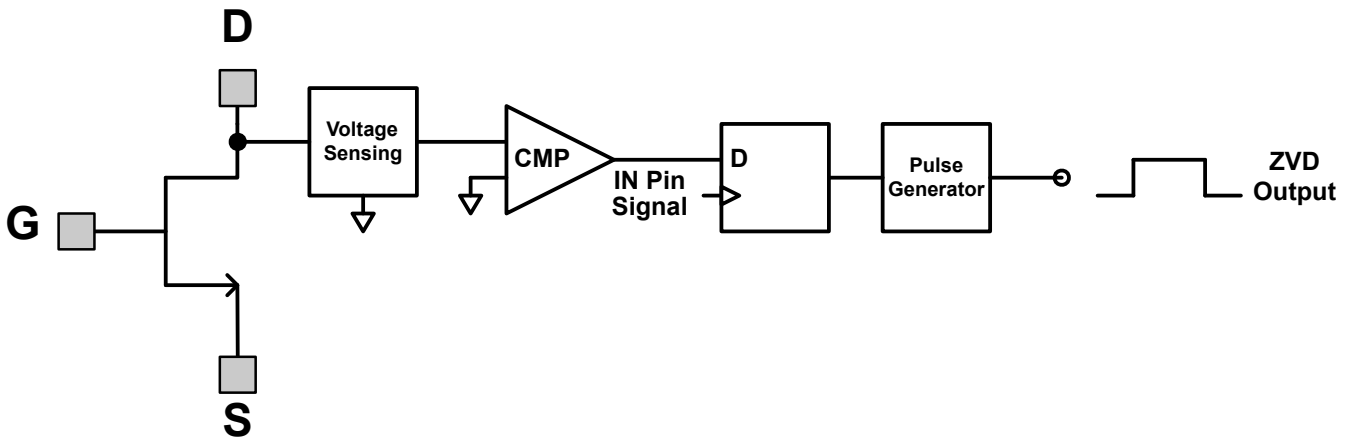 D
Voltage
Sensing
CMP
IN Pin
Signal
D
Pulse
Generator
ZVD
Output
G
S